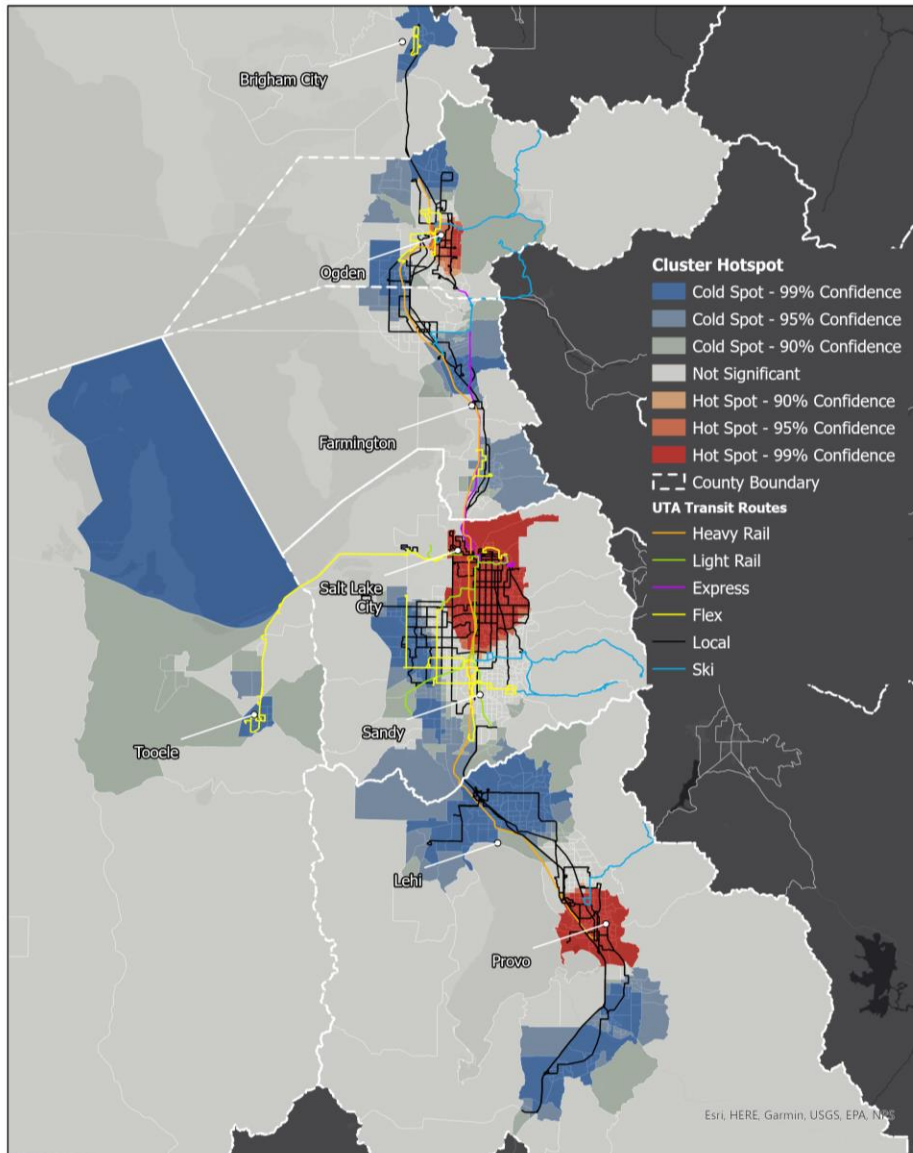 Brigham City
Ogden
Cluster Hotspot
Cold Spot - 99% Confidence
Cold Spot - 95% Confidence
Cold Spot - 90% Confidence
Not Significant
Hot Spot - 90% Confidence
Hot Spot - 95% Confidence
Hot Spot - 99% Confidence
County Boundary
UTA Transit Routes
Heavy Rail
Light Rail
Express
Flex
Local
Ski
Farmington
Salt Lake
City
Sandy
Tooele
Lehi
Provo
Esri, HERE, Garmin, USGS, EPA, NPS